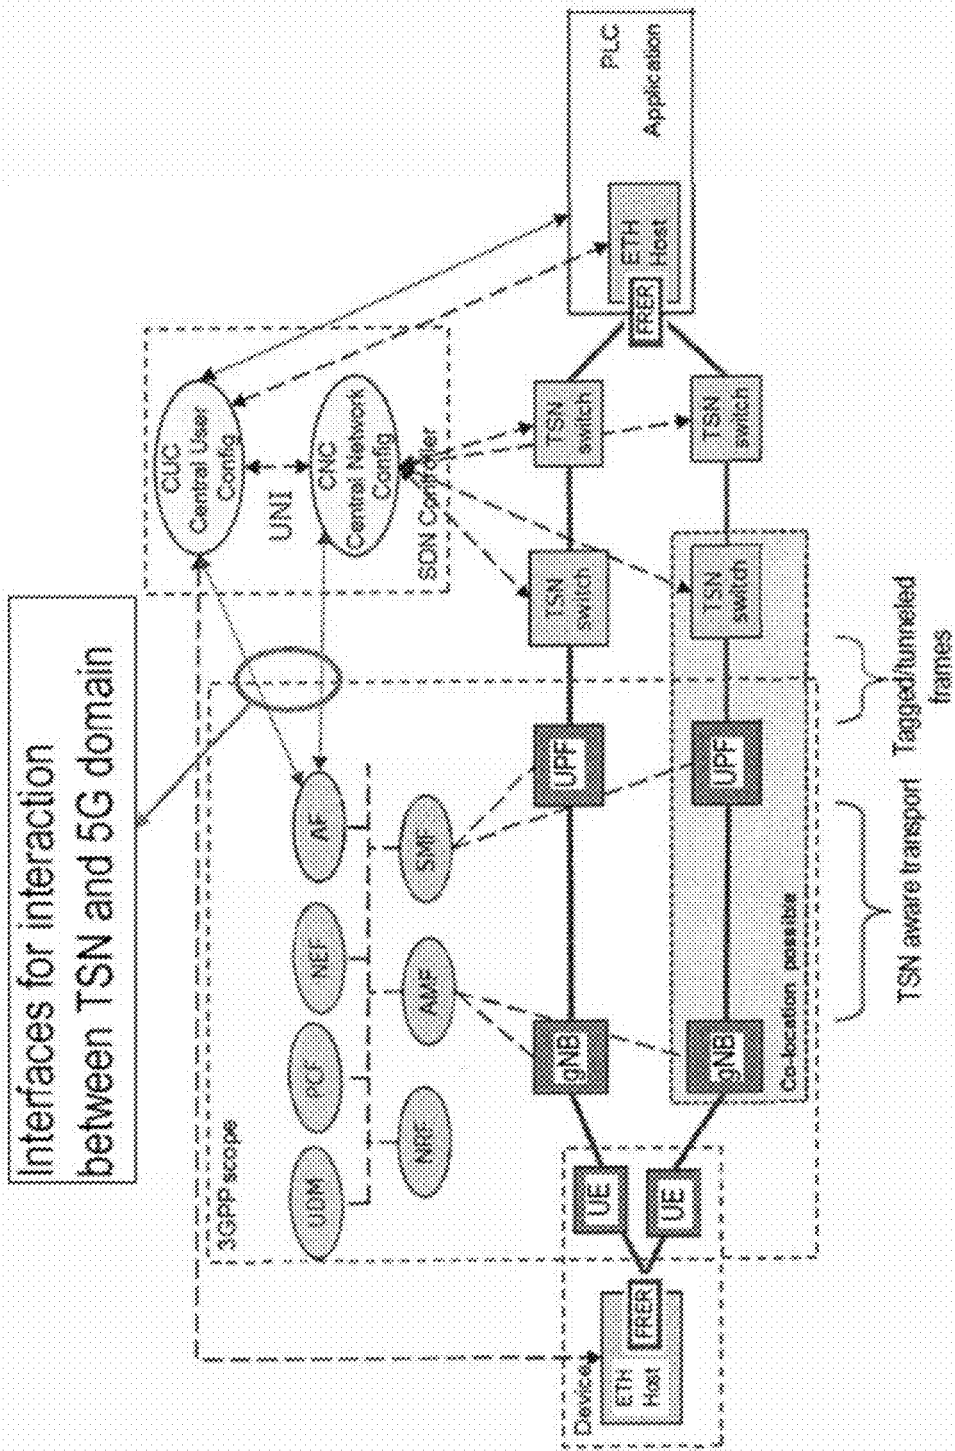 Interfaces for interaction
between TSN and 5G domain
3GPP scope
UDM
PCF
NEF
AF
NRF
AMF
SMF
CUC
Central User
Config
UNI
CNC
Central Network
Config
SDN Controller
Device
ETH
Host
FRER
UE
UE
gNB
gNB
UPF
UPF
TSN
switch
TSN
switch
TSN
switch
TSN
switch
FRER
ETH
Host
PLC
Application
Co-location possible
TSN aware transport
Tagged/tunneled
frames